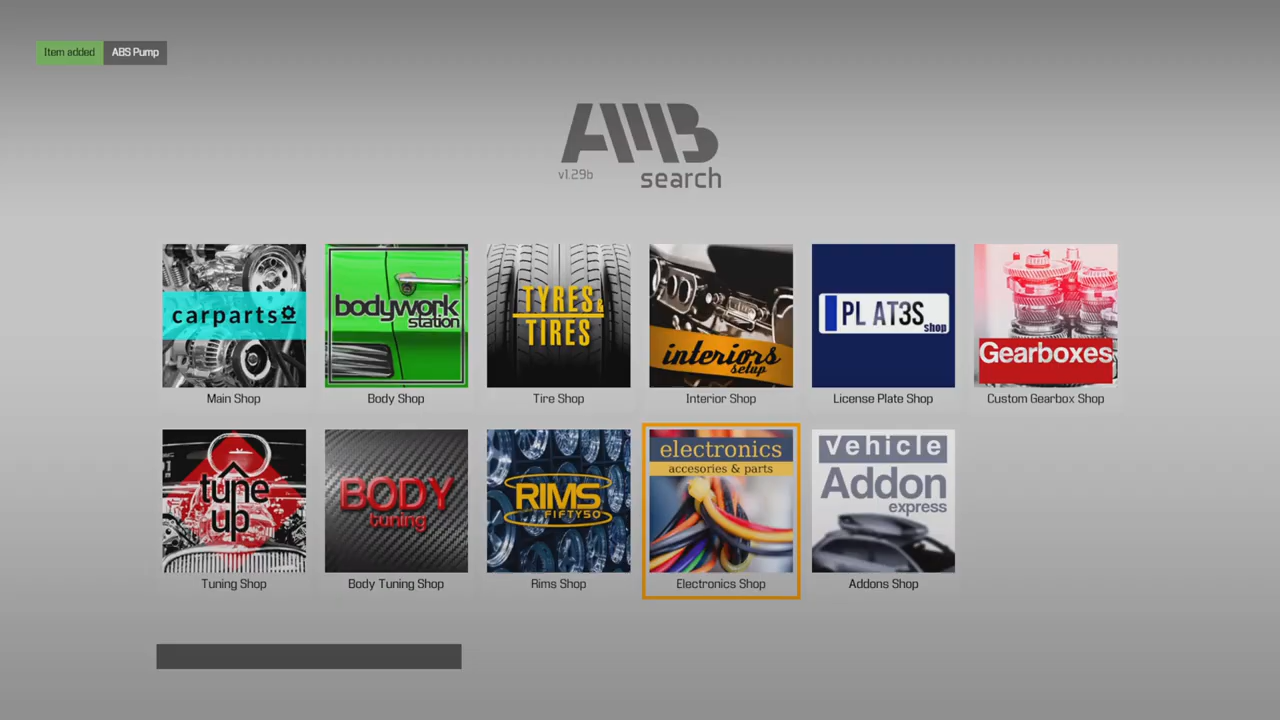 Item added ABS Pump
AMB
v1.29b search
carparts
Main Shop
bodywork
station
Body Shop
TYRES &
TIRES
Tire Shop
interiors
setup
Interior Shop
PL AT3S
shop
License Plate Shop
Gearboxes
Custom Gearbox Shop
tune
up
Tuning Shop
BODY
tuning
Body Tuning Shop
RIMS
FIFTY50
Rims Shop
electronics
accesories & parts
Electronics Shop
vehicle
Addon
express
Addons Shop